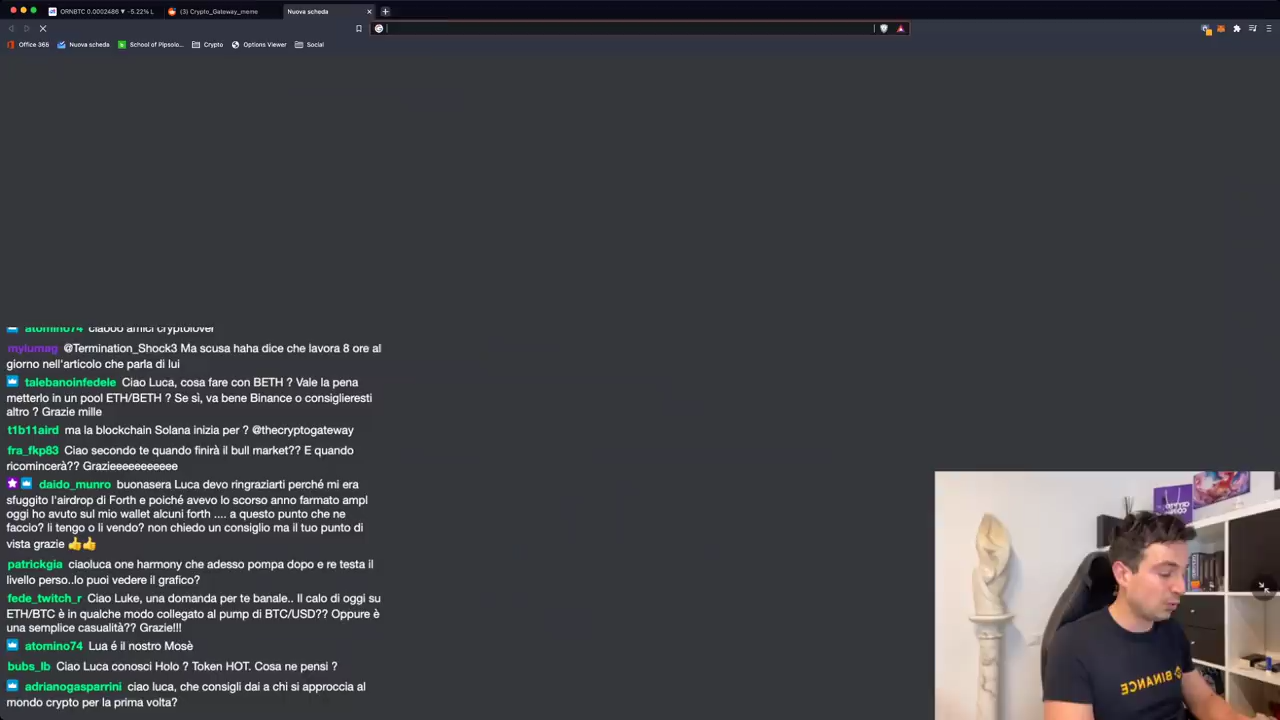 ORNBTC 0.0002486 ▼ −5.22% L
(3) Crypto_Gateway_meme
Nuova scheda
Office 365
Nuova scheda
School of Pipsolo...
Crypto
Options Viewer
Social
atomino74 ciaooo amici cryptolover
mylumag @Termination_Shock3 Ma scusa haha dice che lavora 8 ore al
giorno nell'articolo che parla di lui
talebanoinfedele Ciao Luca, cosa fare con BETH ? Vale la pena
metterlo in un pool ETH/BETH ? Se sì, va bene Binance o consiglieresti
altro ? Grazie mille
t1b11aird ma la blockchain Solana inizia per ? @thecryptogateway
fra_fkp83 Ciao secondo te quando finirà il bull market?? E quando
ricomincerà?? Grazieeeeeeeeeee
daido_munro buonasera Luca devo ringraziarti perché mi era
sfuggito l'airdrop di Forth e poiché avevo lo scorso anno farmato ampl
oggi ho avuto sul mio wallet alcuni forth .... a questo punto che ne
faccio? li tengo o li vendo? non chiedo un consiglio ma il tuo punto di
vista grazie 👍👍
patrickgia ciaoluca one harmony che adesso pompa dopo e re testa il
livello perso..lo puoi vedere il grafico?
fede_twitch_r Ciao Luke, una domanda per te banale.. Il calo di oggi su
ETH/BTC è in qualche modo collegato al pump di BTC/USD?? Oppure è
una semplice casualità?? Grazie!!!
atomino74 Lua é il nostro Mosè
bubs_lb Ciao Luca conosci Holo ? Token HOT. Cosa ne pensi ?
adrianogasparrini ciao luca, che consigli dai a chi si approccia al
mondo crypto per la prima volta?
BINANCE